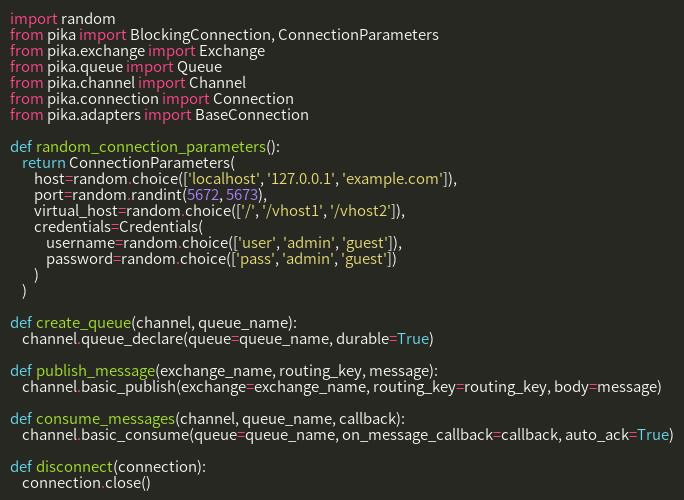 import random
from pika import BlockingConnection, ConnectionParameters
from pika.exchange import Exchange
from pika.queue import Queue
from pika.channel import Channel
from pika.connection import Connection
from pika.adapters import BaseConnection

def random_connection_parameters():
    return ConnectionParameters(
        host=random.choice(['localhost', '127.0.0.1', 'example.com']),
        port=random.randint(5672, 5673),
        virtual_host=random.choice(['/', '/vhost1', '/vhost2']),
        credentials=Credentials(
            username=random.choice(['user', 'admin', 'guest']),
            password=random.choice(['pass', 'admin', 'guest'])
        )
    )

def create_queue(channel, queue_name):
    channel.queue_declare(queue=queue_name, durable=True)

def publish_message(exchange_name, routing_key, message):
    channel.basic_publish(exchange=exchange_name, routing_key=routing_key, body=message)

def consume_messages(channel, queue_name, callback):
    channel.basic_consume(queue=queue_name, on_message_callback=callback, auto_ack=True)

def disconnect(connection):
    connection.close()